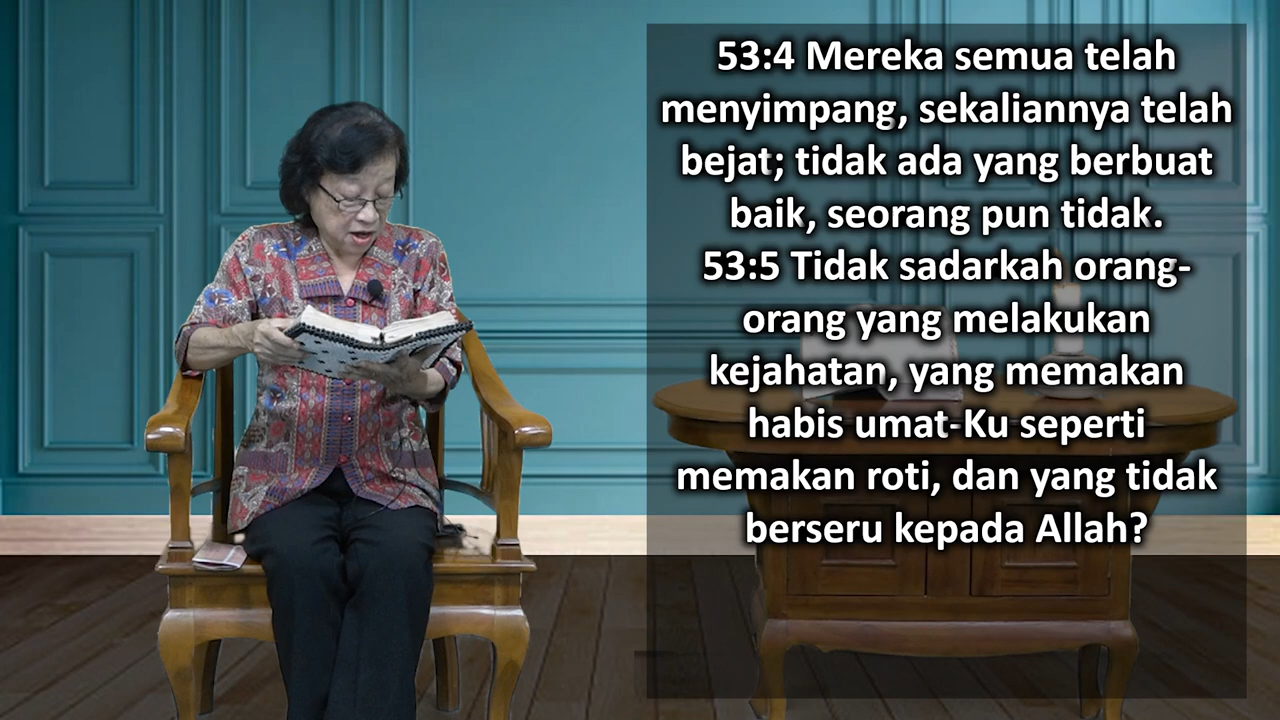 53:4 Mereka semua telah
menyimpang, sekaliannya telah
bejat; tidak ada yang berbuat
baik, seorang pun tidak.
53:5 Tidak sadarkah orang-
orang yang melakukan
kejahatan, yang memakan
habis umat-Ku seperti
memakan roti, dan yang tidak
berseru kepada Allah?